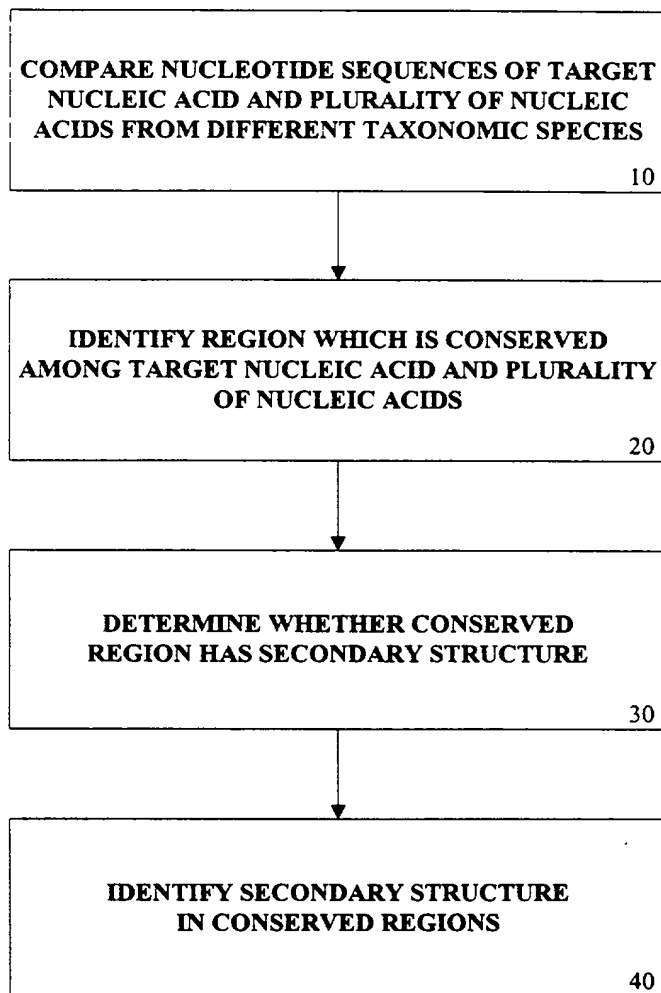 COMPARE NUCLEOTIDE SEQUENCES OF TARGET
NUCLEIC ACID AND PLURALITY OF NUCLEIC
ACIDS FROM DIFFERENT TAXONOMIC SPECIES
10
IDENTIFY REGION WHICH IS CONSERVED
AMONG TARGET NUCLEIC ACID AND PLURALITY
OF NUCLEIC ACIDS
20
DETERMINE WHETHER CONSERVED
REGION HAS SECONDARY STRUCTURE
30
IDENTIFY SECONDARY STRUCTURE
IN CONSERVED REGIONS
40